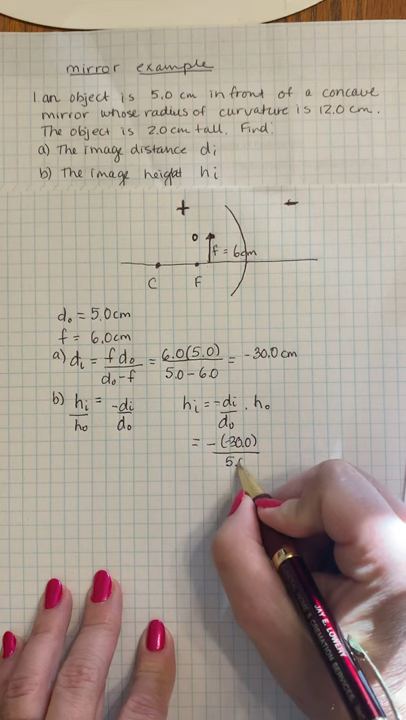 mirror example
1 an object is 5.0 cm in front of a concave
mirror whose radius of curvature is 12.0 cm.
The object is 2.0 cm tall. Find:
a) The image distance di
b) The image height hi
+ -
O
f = 6cm
C F
do = 5.0cm
f = 6.0cm
a) di = f do / do - f = 6.0(5.0) / 5.0 - 6.0 = -30.0 cm
b) hi / ho = -di / do hi = -di / do . ho
= -(-30.0) / 5.0
JAY E. LOWERY